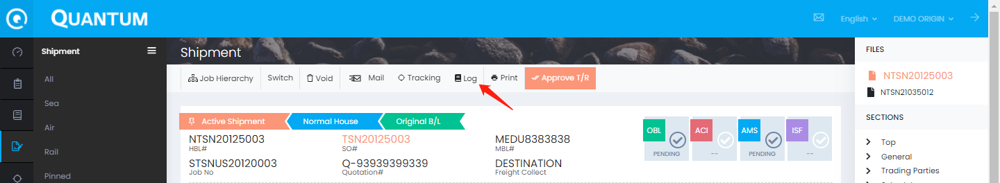 QUANTUM
English
DEMO ORIGIN
Shipment
All
Sea
Air
Rail
Pinned
Shipment
Job Hierarchy
Switch
Void
Mail
Tracking
Log
Print
Approve T/R
Active Shipment
Normal House
Original B/L
NTSN20125003
HBL#
TSN20125003
SO#
MEDU8383838
MBL#
STSNUS20120003
Job No
Q-93939399339
Quotation#
DESTINATION
Freight Collect
OBL
PENDING
ACI
--
AMS
PENDING
ISF
--
FILES
NTSN20125003
NTSN21035012
SECTIONS
Top
General
Trading Parties